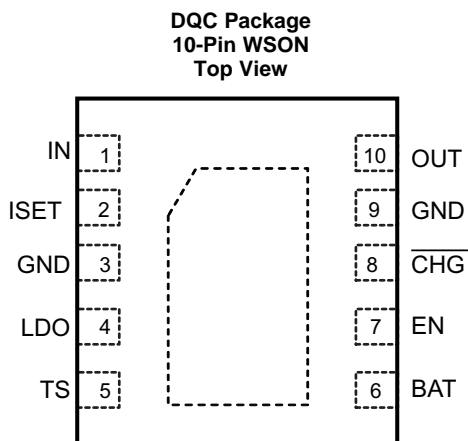 DQC Package
10-Pin WSON
Top View
IN 1
10 OUT
ISET 2
9 GND
GND 3
8 CHG
LDO 4
7 EN
TS 5
6 BAT